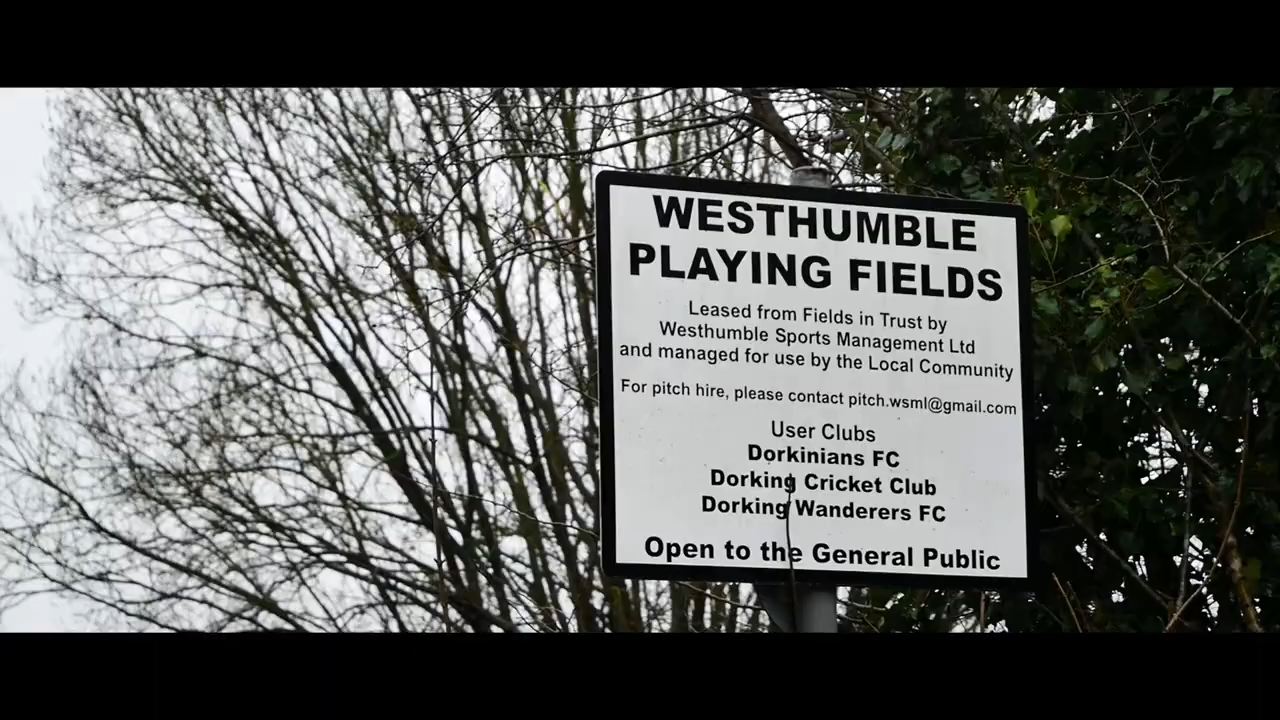 WESTHUMBLE
PLAYING FIELDS
Leased from Fields in Trust by
Westhumble Sports Management Ltd
and managed for use by the Local Community
For pitch hire, please contact pitch.wsml@gmail.com
User Clubs
Dorkinians FC
Dorking Cricket Club
Dorking Wanderers FC
Open to the General Public